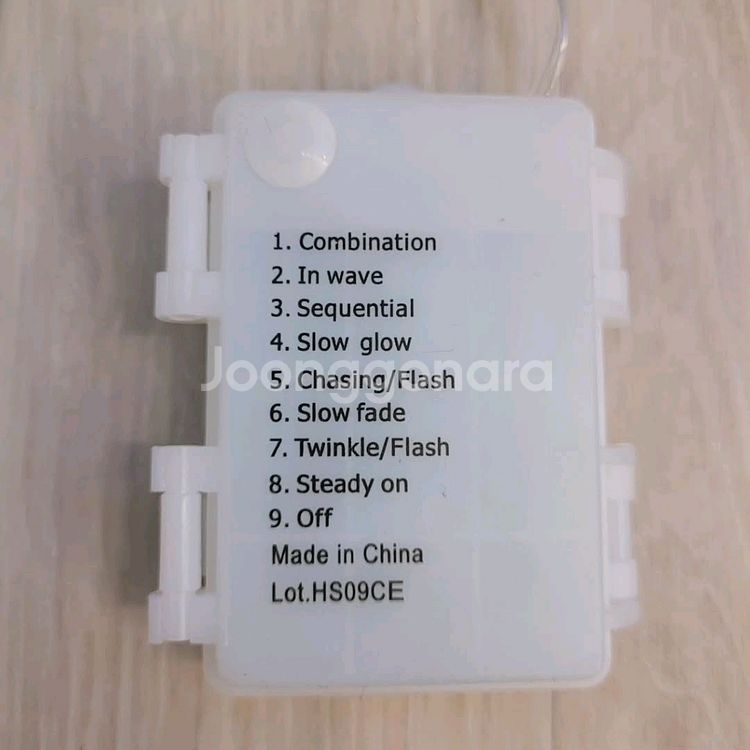 1. Combination
2. In wave
3. Sequential
4. Slow glow
Joonggonara
5. Chasing/Flash
6. Slow fade
7. Twinkle/Flash
8. Steady on
9. Off
Made in China
Lot.HS09CE